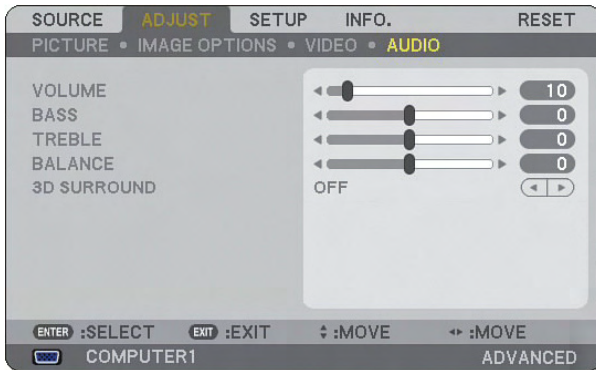 SOURCE ADJUST SETUP INFO. RESET
PICTURE • IMAGE OPTIONS • VIDEO • AUDIO
VOLUME 10
BASS 0
TREBLE 0
BALANCE 0
3D SURROUND OFF
ENTER :SELECT EXIT :EXIT :MOVE :MOVE
COMPUTER1 ADVANCED